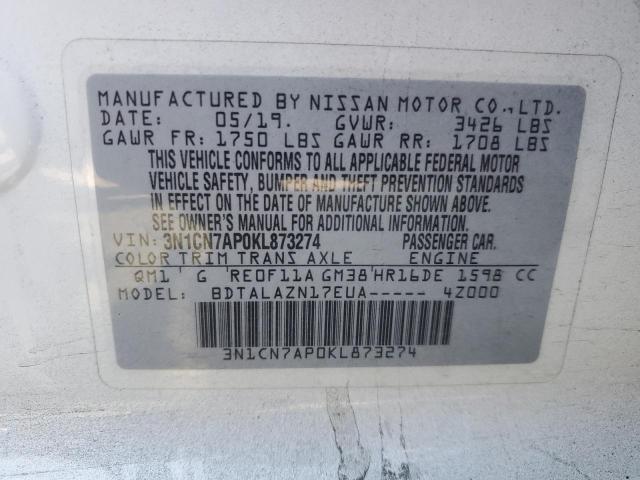 MANUFACTURED BY NISSAN MOTOR CO.,LTD.
DATE: 05/19. GVWR: 3426 LBS
GAWR FR: 1750 LBS GAWR RR: 1708 LBS
THIS VEHICLE CONFORMS TO ALL APPLICABLE FEDERAL MOTOR
VEHICLE SAFETY, BUMPER AND THEFT PREVENTION STANDARDS
IN EFFECT ON THE DATE OF MANUFACTURE SHOWN ABOVE.
SEE OWNER'S MANUAL FOR ADDITIONAL INFORMATION.
VIN: 3N1CN7AP0KL873274 PASSENGER CAR.
COLOR TRIM TRANS AXLE ENGINE
QM1 G RE0F11A GM38 HR16DE 1598 CC
MODEL: BDTALAZN17EUA----- 4Z000
3N1CN7AP0KL873274